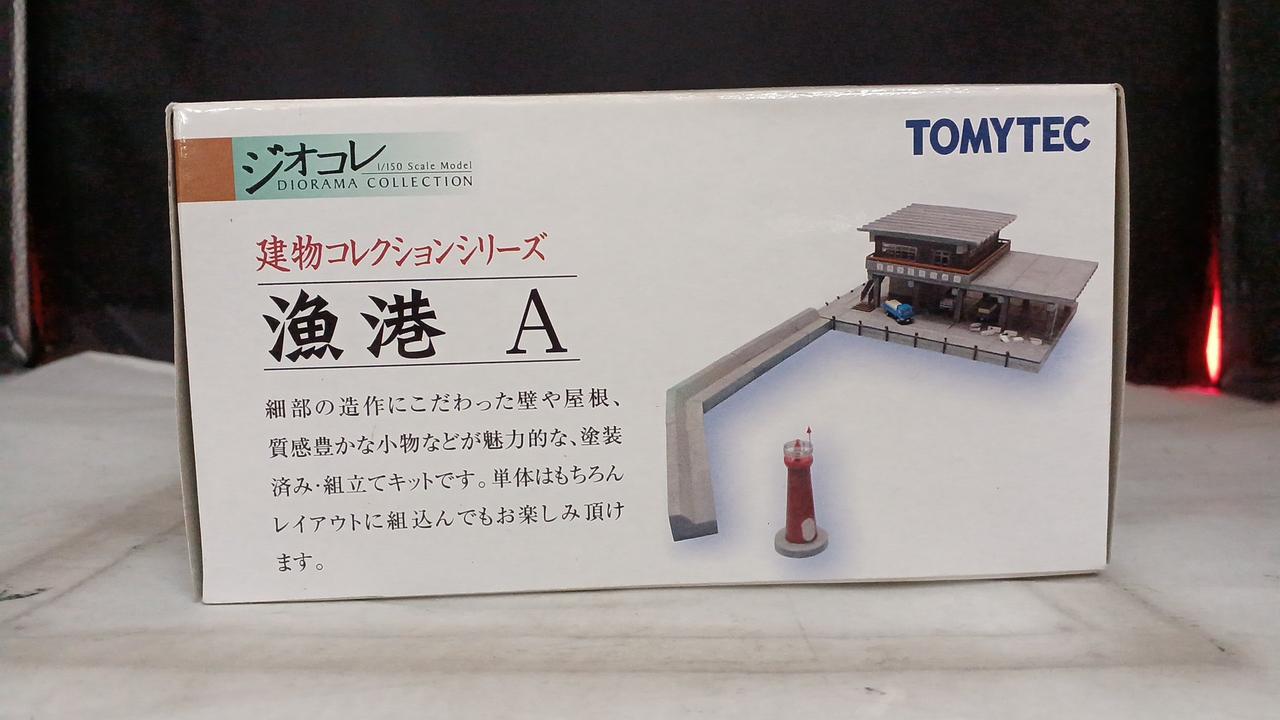 ジオコレ
1/150 Scale Model
DIORAMA COLLECTION
TOMYTEC
建物コレクションシリーズ
漁港 A
細部の造作にこだわった壁や屋根、
質感豊かな小物などが魅力的な、塗装
済み・組立てキットです。単体はもちろん
レイアウトに組込んでもお楽しみ頂け
ます。